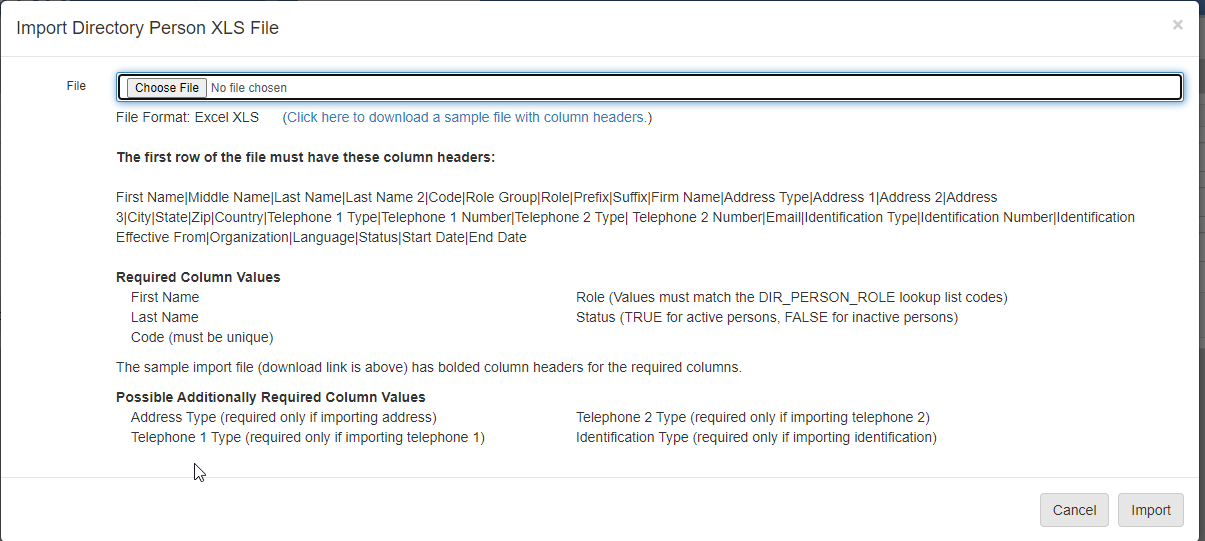 Import Directory Person XLS File
×
File
Choose File No file chosen
File Format: Excel XLS (Click here to download a sample file with column headers.)
The first row of the file must have these column headers:
First Name|Middle Name|Last Name|Last Name 2|Code|Role Group|Role|Prefix|Suffix|Firm Name|Address Type|Address 1|Address 2|Address
3|City|State|Zip|Country|Telephone 1 Type|Telephone 1 Number|Telephone 2 Type| Telephone 2 Number|Email|Identification Type|Identification Number|Identification
Effective From|Organization|Language|Status|Start Date|End Date
Required Column Values
First Name
Role (Values must match the DIR_PERSON_ROLE lookup list codes)
Last Name
Status (TRUE for active persons, FALSE for inactive persons)
Code (must be unique)
The sample import file (download link is above) has bolded column headers for the required columns.
Possible Additionally Required Column Values
Address Type (required only if importing address)
Telephone 2 Type (required only if importing telephone 2)
Telephone 1 Type (required only if importing telephone 1)
Identification Type (required only if importing identification)
Cancel
Import